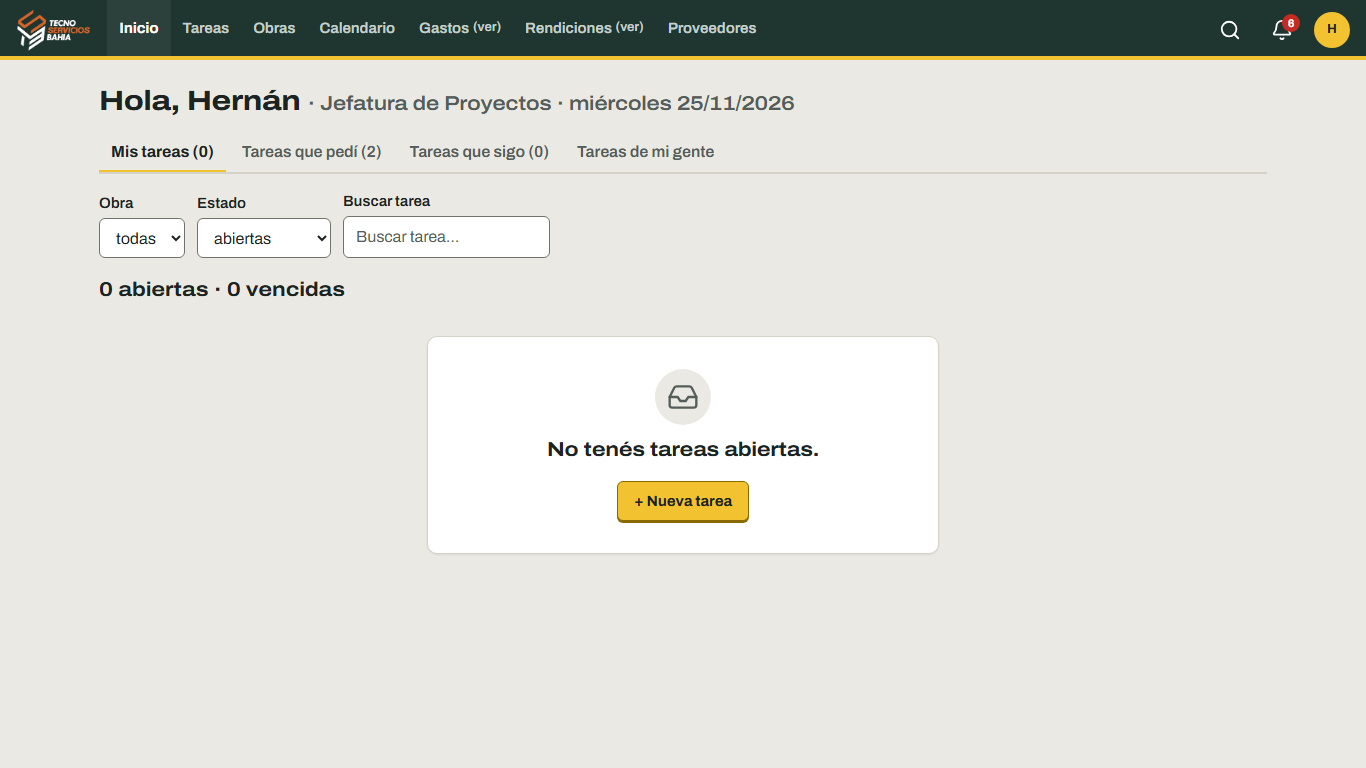 TECNO SERVICIOS BAHIA
Inicio Tareas Obras Calendario Gastos (ver) Rendiciones (ver) Proveedores 6 H
Hola, Hernán · Jefatura de Proyectos · miércoles 25/11/2026
Mis tareas (0) Tareas que pedí (2) Tareas que sigo (0) Tareas de mi gente
Obra Estado Buscar tarea
todas abiertas Buscar tarea...
0 abiertas · 0 vencidas
No tenés tareas abiertas.
+ Nueva tarea